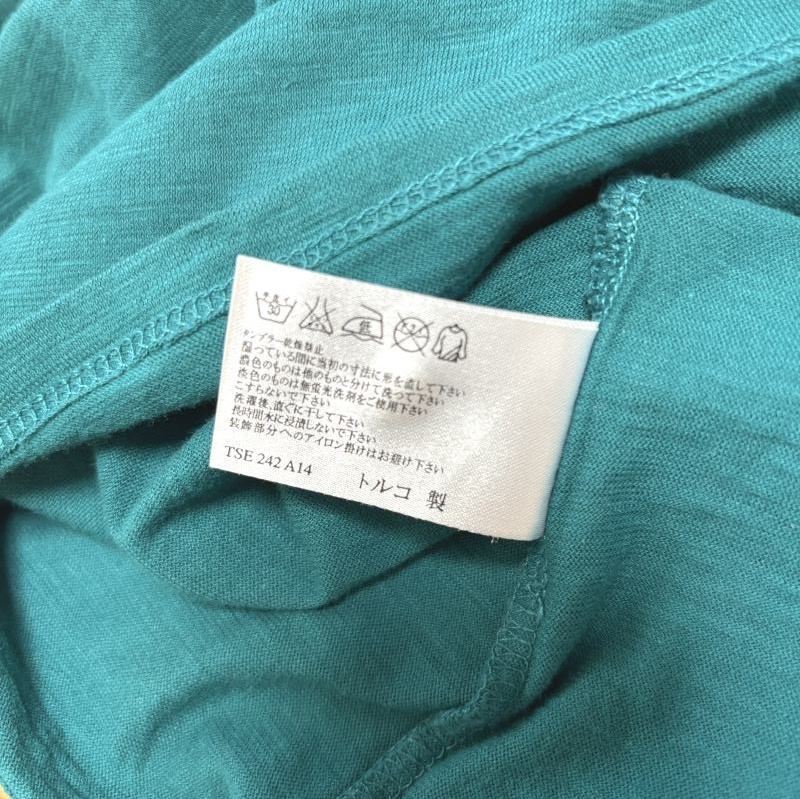 手洗イ 30 低
タンブラー乾燥禁止
湿っている間に当初の寸法に形を直して下さい
濃色のものは他のものと分けて洗って下さい
淡色のものは無蛍光洗剤をご使用下さい
こすらないで下さい
洗濯後、直ぐに干して下さい
長時間水に浸漬しないで下さい
装飾部分へのアイロン掛けはお避け下さい
TSE 242 A14 トルコ 製